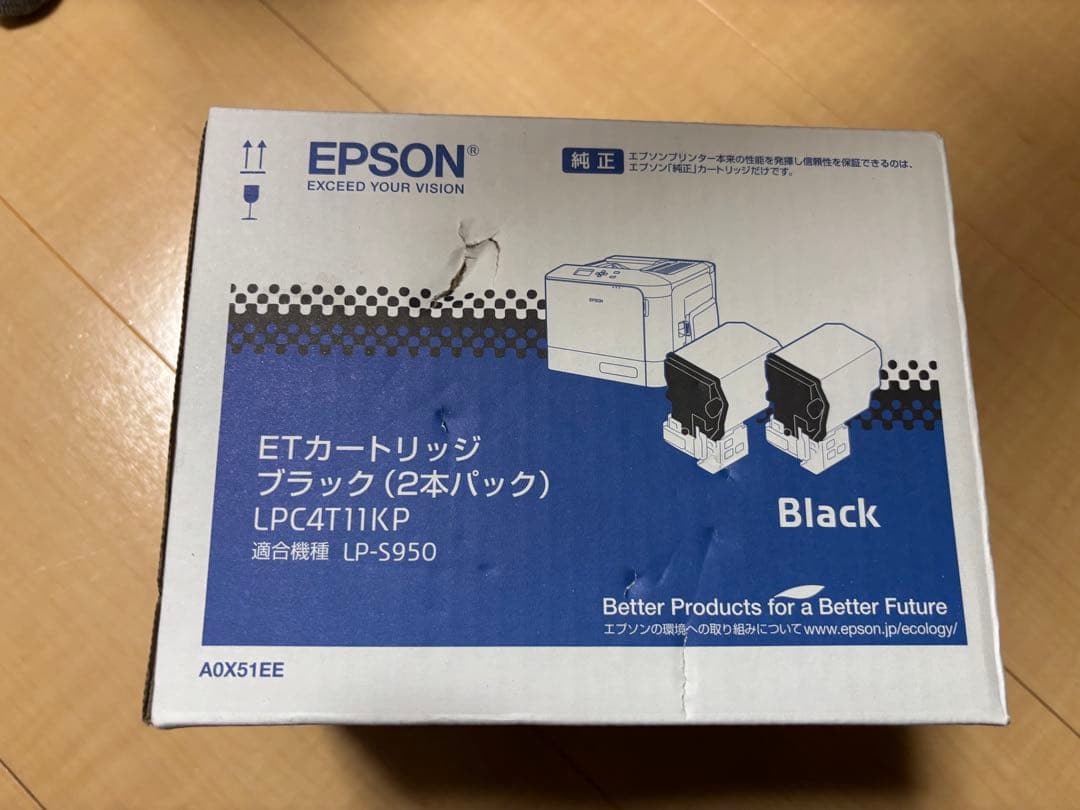 EPSON®
EXCEED YOUR VISION
純正
エプソンプリンター本来の性能を発揮し信頼性を保証できるのは、
エプソン「純正」カートリッジだけです。
EPSON
ETカートリッジ
ブラック(2本パック)
LPC4T11KP
適合機種 LP-S950
Black
Better Products for a Better Future
エプソンの環境への取り組みについて www.epson.jp/ecology/
A0X51EE